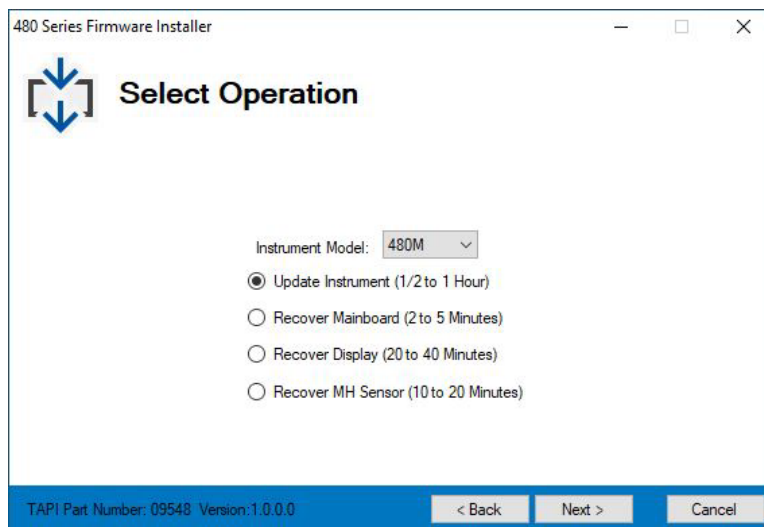 480 Series Firmware Installer
Select Operation
Instrument Model: 480M
Update Instrument (1/2 to 1 Hour)
Recover Mainboard (2 to 5 Minutes)
Recover Display (20 to 40 Minutes)
Recover MH Sensor (10 to 20 Minutes)
TAPI Part Number: 09548 Version:1.0.0.0 < Back Next > Cancel